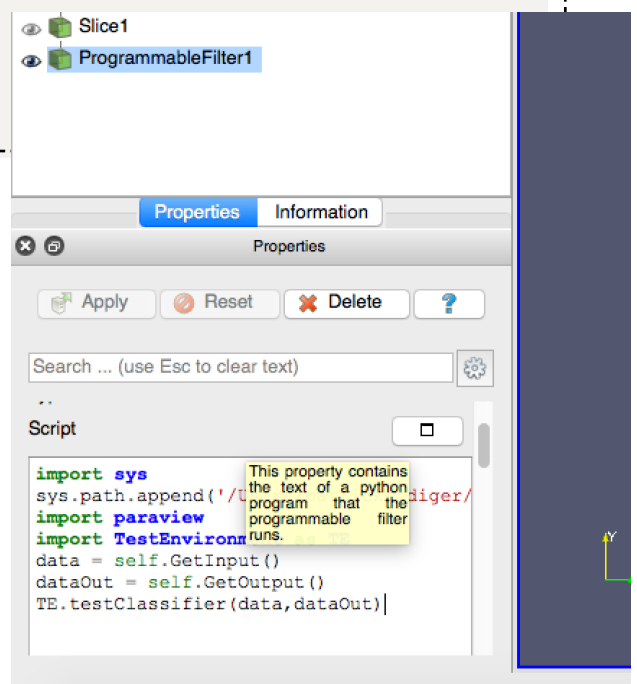 Slice1
ProgrammableFilter1
Properties Information
Properties
Apply Reset Delete ?
Search ... (use Esc to clear text)
Script
import sys
sys.path.append('/U diger/
import paraview
import TestEnvironm as TE
data = self.GetInput()
dataOut = self.GetOutput()
TE.testClassifier(data,dataOut)
This property contains
the text of a python
program that the
programmable filter
runs.
Y